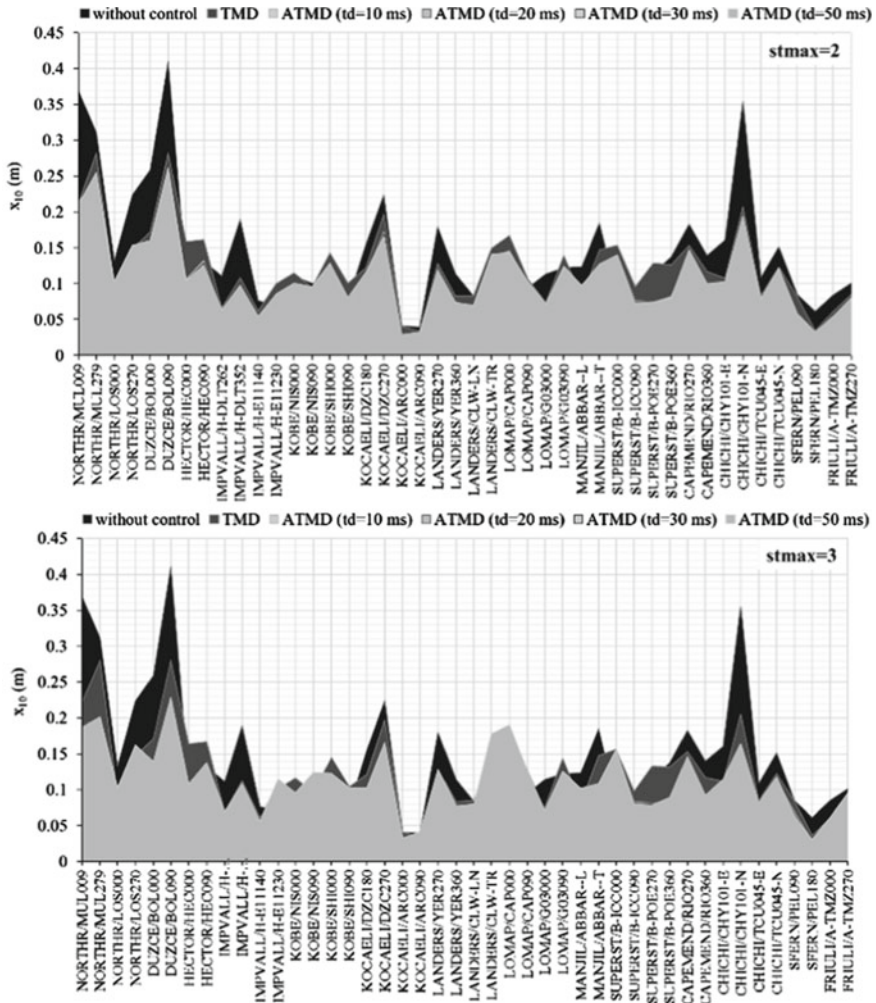 without control TMD ATMD (td=10 ms) ATMD (td=20 ms) ATMD (td=30 ms) ATMD (td=50 ms)
stmax=2
0.45
0.4
0.35
0.3
0.25
0.2
0.15
0.1
0.05
0
x10 (m)
NORTHR/MUL009
NORTHR/MUL279
NORTHR/LOS000
NORTHR/LOS270
DUZCE/BOL000
DUZCE/BOL090
HECTOR/HEC000
HECTOR/HEC090
IMPVALL/H-DLT262
IMPVALL/H-DLT352
IMPVALL/H-E11140
IMPVALL/H-E11230
KOBE/NIS000
KOBE/NIS090
KOBE/SHI000
KOBE/SHI090
KOCAELI/DZC180
KOCAELI/DZC270
KOCAELI/ARC000
KOCAELI/ARC090
LANDERS/YER270
LANDERS/YER360
LANDERS/CLW-LN
LANDERS/CLW-TR
LOMAP/CAP000
LOMAP/CAP090
LOMAP/G03000
LOMAP/G03090
MANJIL/ABBAR--L
MANJIL/ABBAR--T
SUPERST/B-ICC000
SUPERST/B-ICC090
SUPERST/B-POE270
SUPERST/B-POE360
CAPEMEND/RIO270
CAPEMEND/RIO360
CHICHI/CHY101-E
CHICHI/CHY101-N
CHICHI/TCU045-E
CHICHI/TCU045-N
SFERN/PEL090
SFERN/PEL180
FRIULI/A-TMZ000
FRIULI/A-TMZ270
without control TMD ATMD (td=10 ms) ATMD (td=20 ms) ATMD (td=30 ms) ATMD (td=50 ms)
stmax=3
0.45
0.4
0.35
0.3
0.25
0.2
0.15
0.1
0.05
0
x10 (m)
NORTHR/MUL009
NORTHR/MUL279
NORTHR/LOS000
NORTHR/LOS270
DUZCE/BOL000
DUZCE/BOL090
HECTOR/HEC000
HECTOR/HEC090
IMPVALL/H-…
IMPVALL/H-…
IMPVALL/H-E11140
IMPVALL/H-E11230
KOBE/NIS000
KOBE/NIS090
KOBE/SHI000
KOBE/SHI090
KOCAELI/DZC180
KOCAELI/DZC270
KOCAELI/ARC000
KOCAELI/ARC090
LANDERS/YER270
LANDERS/YER360
LANDERS/CLW-LN
LANDERS/CLW-TR
LOMAP/CAP000
LOMAP/CAP090
LOMAP/G03000
LOMAP/G03090
MANJIL/ABBAR--L
MANJIL/ABBAR--T
SUPERST/B-ICC000
SUPERST/B-ICC090
SUPERST/B-POE270
SUPERST/B-POE360
CAPEMEND/RIO270
CAPEMEND/RIO360
CHICHI/CHY101-E
CHICHI/CHY101-N
CHICHI/TCU045-E
CHICHI/TCU045-N
SFERN/PEL090
SFERN/PEL180
FRIULI/A-TMZ000
FRIULI/A-TMZ270